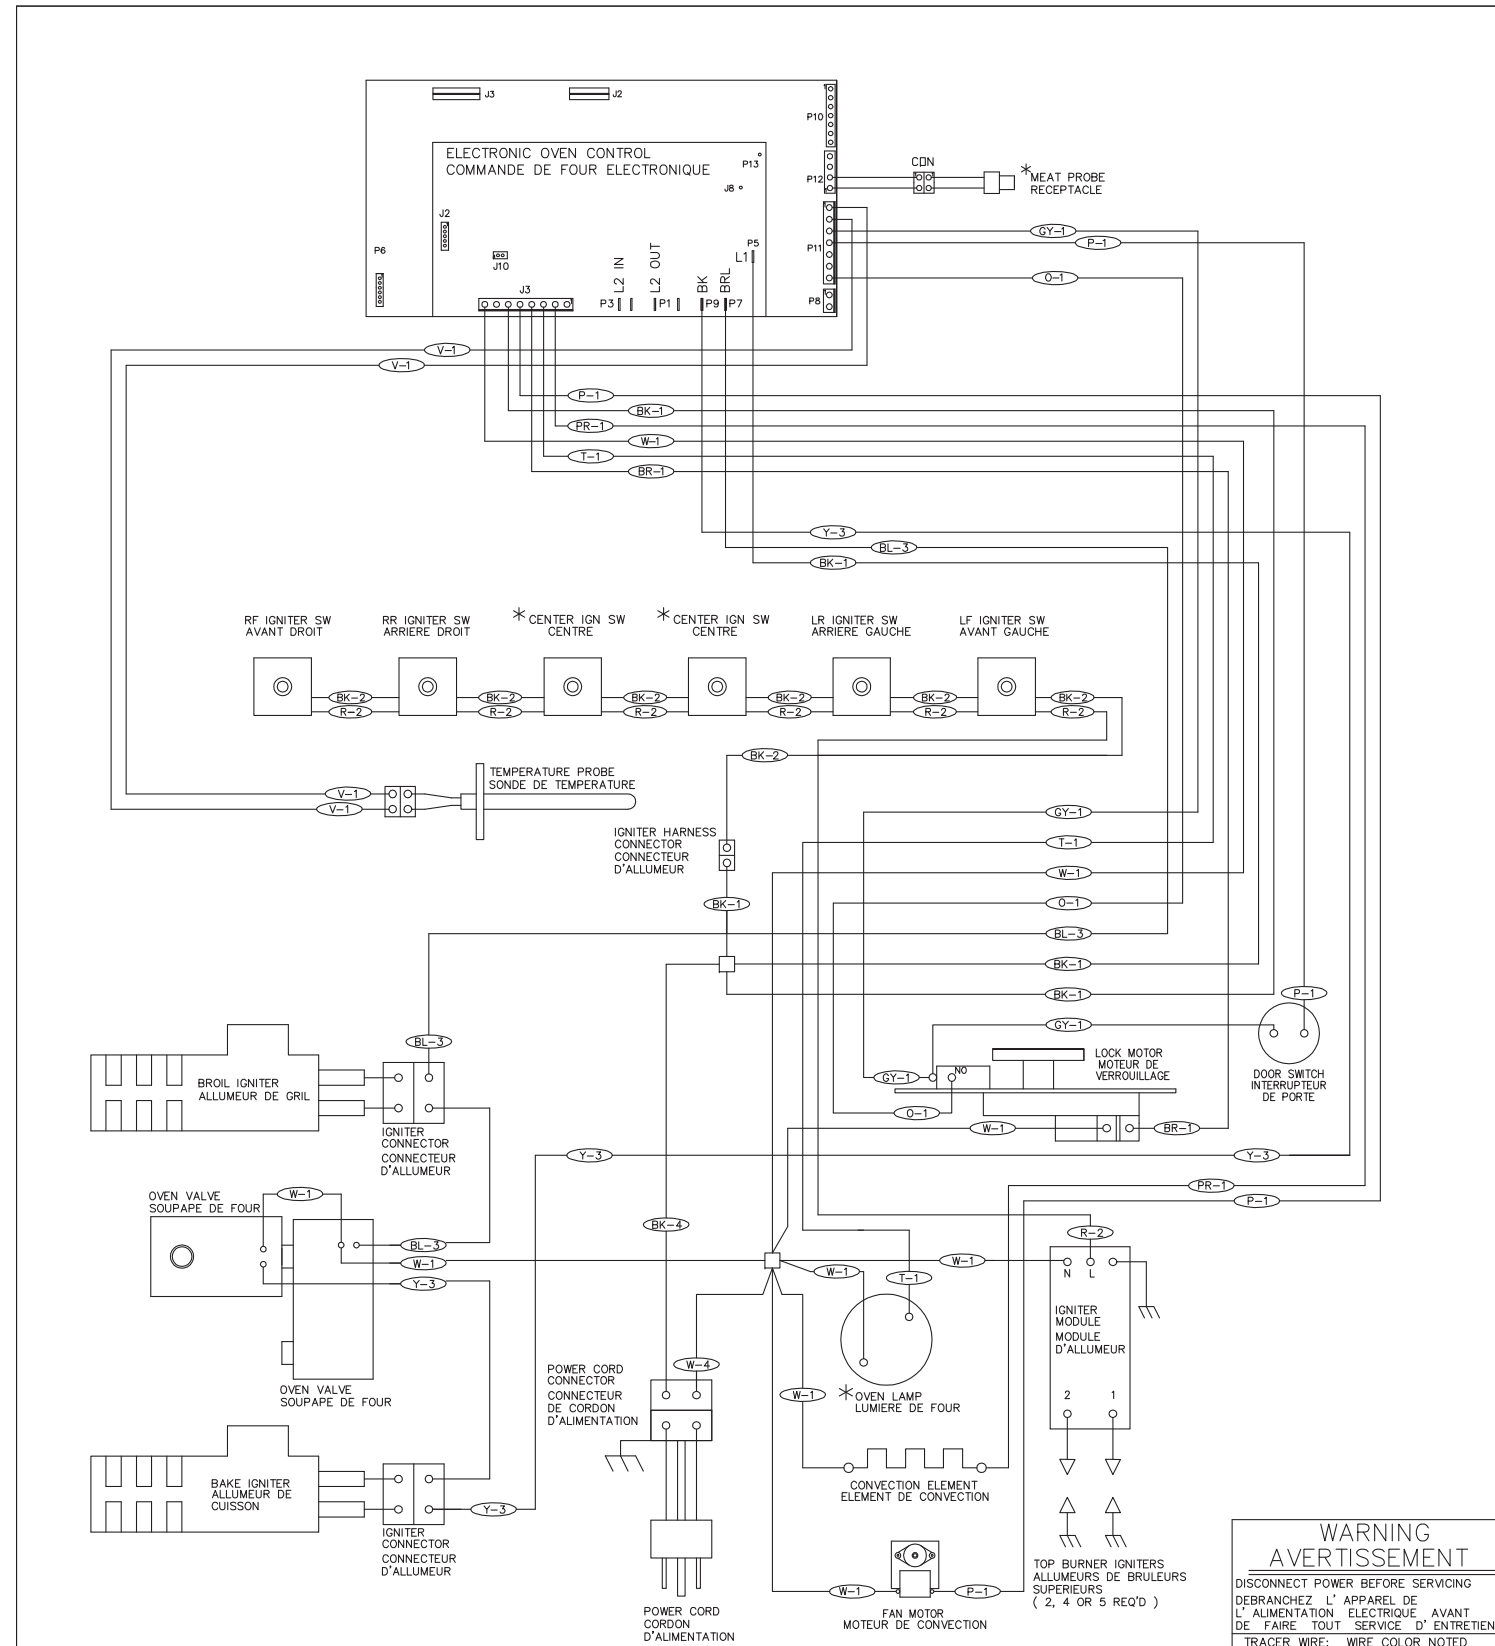 J3
J2
P10
ELECTRONIC OVEN CONTROL
COMMANDE DE FOUR ELECTRONIQUE
P13
J8
P12
CON
*MEAT PROBE
RECEPTACLE
J2
P6
J10
L2 IN
L2 OUT
P5
L1
BK
BRL
P11
GY-1
P-1
O-1
J3
P3
P1
P9
P7
P8
V-1
V-1
P-1
BK-1
PR-1
W-1
T-1
BR-1
Y-3
BL-3
BK-1
RF IGNITER SW
AVANT DROIT
RR IGNITER SW
ARRIERE DROIT
*CENTER IGN SW
CENTRE
*CENTER IGN SW
CENTRE
LR IGNITER SW
ARRIERE GAUCHE
LF IGNITER SW
AVANT GAUCHE
BK-2
BK-2
BK-2
BK-2
BK-2
BK-2
R-2
R-2
R-2
R-2
R-2
R-2
BK-2
TEMPERATURE PROBE
SONDE DE TEMPERATURE
V-1
V-1
IGNITER HARNESS
CONNECTOR
CONNECTEUR
D'ALLUMEUR
GY-1
T-1
W-1
BK-1
O-1
BL-3
BK-1
BK-1
P-1
GY-1
BL-3
BROIL IGNITER
ALLUMEUR DE GRIL
LOCK MOTOR
MOTEUR DE
VERROUILLAGE
GY-1
NO
DOOR SWITCH
INTERRUPTEUR
DE PORTE
O-1
W-1
BR-1
IGNITER
CONNECTOR
CONNECTEUR
D'ALLUMEUR
Y-3
Y-3
PR-1
P-1
OVEN VALVE
SOUPAPE DE FOUR
W-1
BK-4
R-2
BL-3
W-1
Y-3
W-1
T-1
W-1
N
L
IGNITER
MODULE
MODULE
D'ALLUMEUR
2
1
POWER CORD
CONNECTOR
CONNECTEUR
DE CORDON
D'ALIMENTATION
W-4
W-1
*OVEN LAMP
LUMIERE DE FOUR
OVEN VALVE
SOUPAPE DE FOUR
BAKE IGNITER
ALLUMEUR DE
CUISSON
Y-3
CONVECTION ELEMENT
ELEMENT DE CONVECTION
IGNITER
CONNECTOR
CONNECTEUR
D'ALLUMEUR
TOP BURNER IGNITERS
ALLUMEURS DE BRULEURS
SUPERIEURS
( 2, 4 OR 5 REQ'D )
W-1
P-1
FAN MOTOR
MOTEUR DE CONVECTION
POWER CORD
CORDON
D'ALIMENTATION
WARNING
AVERTISSEMENT
DISCONNECT POWER BEFORE SERVICING
DEBRANCHEZ L' APPAREL DE
L' ALIMENTATION ELECTRIQUE AVANT
DE FAIRE TOUT SERVICE D' ENTRETIEN
TRACER WIRE: WIRE COLOR NOTED